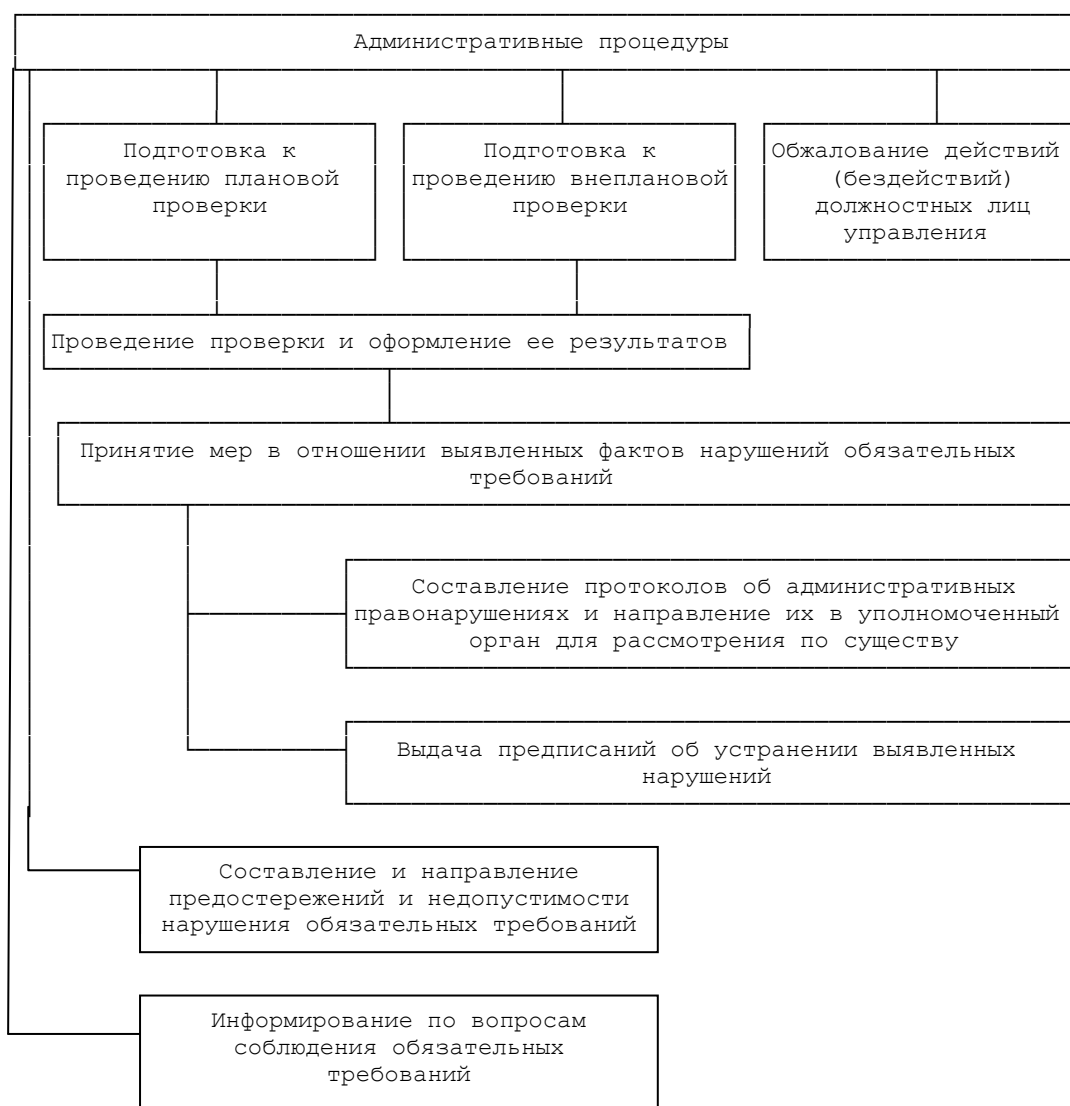 Административные процедуры
Подготовка к
проведению плановой
проверки
Подготовка к
проведению внеплановой
проверки
Обжалование действий
(бездействий)
должностных лиц
управления
Проведение проверки и оформление ее результатов
Принятие мер в отношении выявленных фактов нарушений обязательных
требований
Составление протоколов об административных
правонарушениях и направление их в уполномоченный
орган для рассмотрения по существу
Выдача предписаний об устранении выявленных
нарушений
Составление и направление
предостережений и недопустимости
нарушения обязательных требований
Информирование по вопросам
соблюдения обязательных
требований